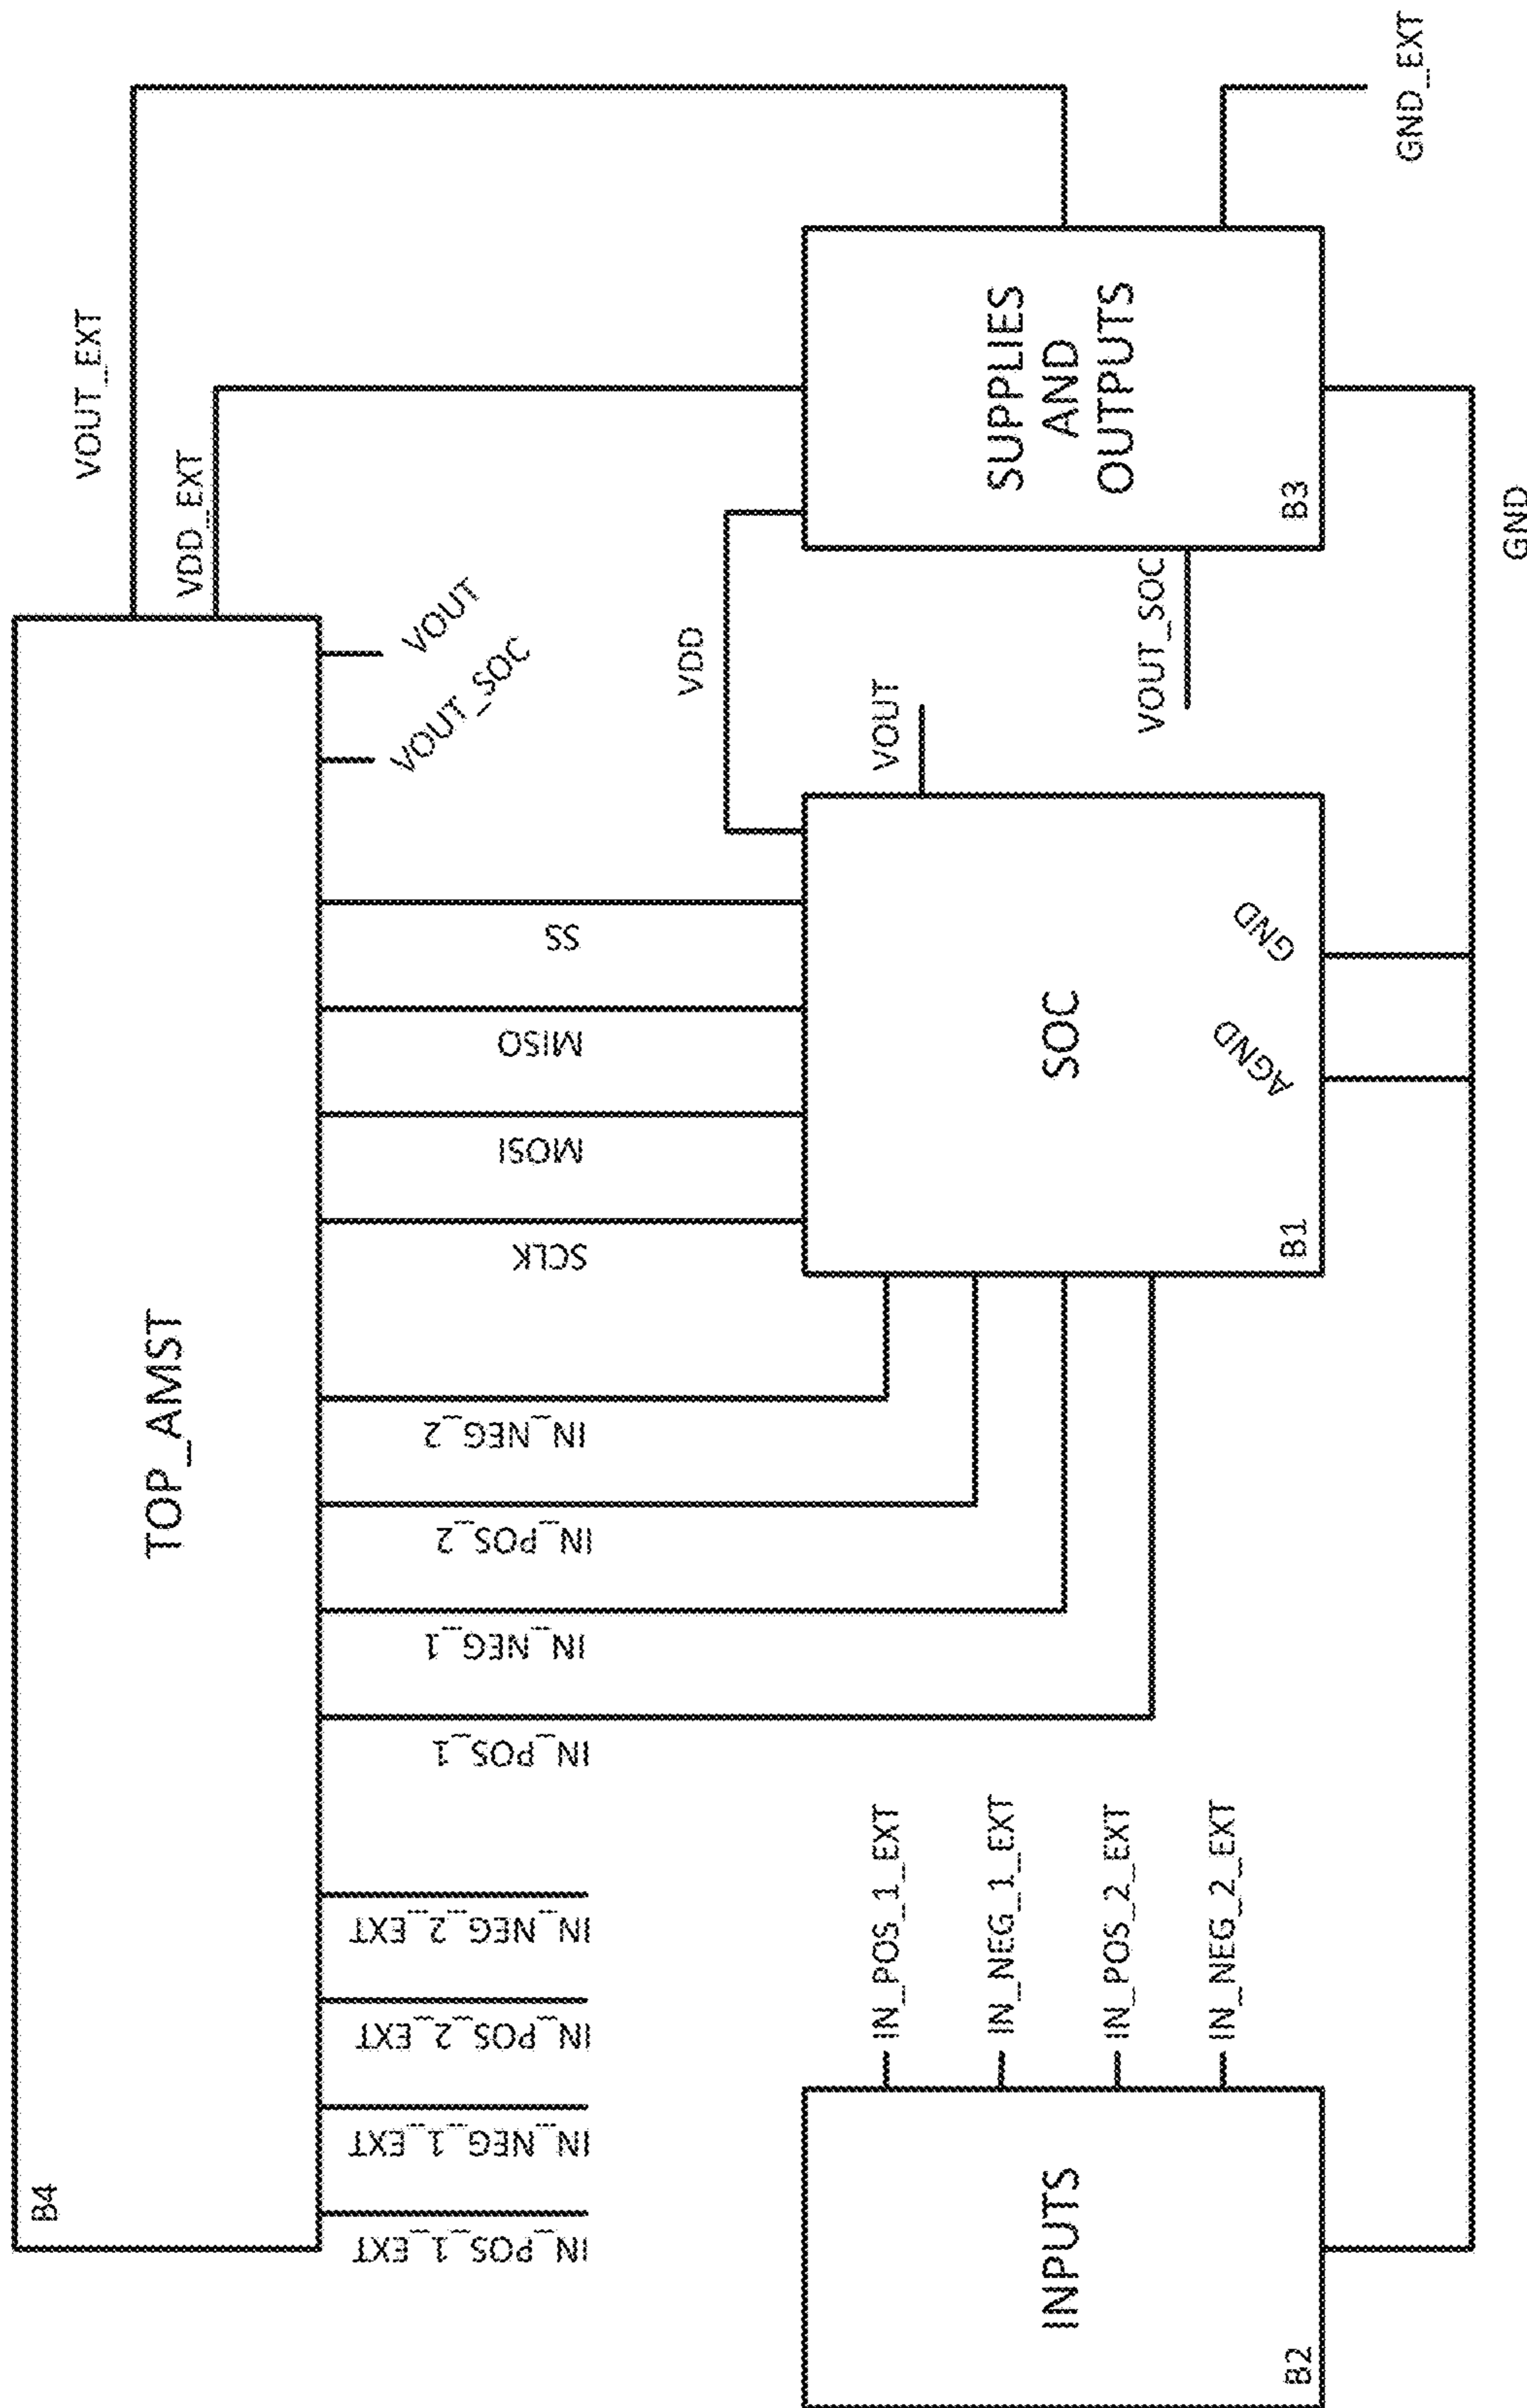 B4
TOP_AMST
VOUT_EXT
VDD_EXT
VOUT
VOUT_SOC
IN_POS_1_EXT
IN_NEG_1_EXT
IN_POS_2_EXT
IN_NEG_2_EXT
IN_POS_1
IN_NEG_1
IN_POS_2
IN_NEG_2
SCLK
MOSI
MISO
SS
VDD
IN_POS_1_EXT
IN_NEG_1_EXT
IN_POS_2_EXT
IN_NEG_2_EXT
INPUTS
B2
SOC
AGND
GND
B1
VOUT
VOUT_SOC
SUPPLIES
AND
OUTPUTS
B3
GND_EXT
GND